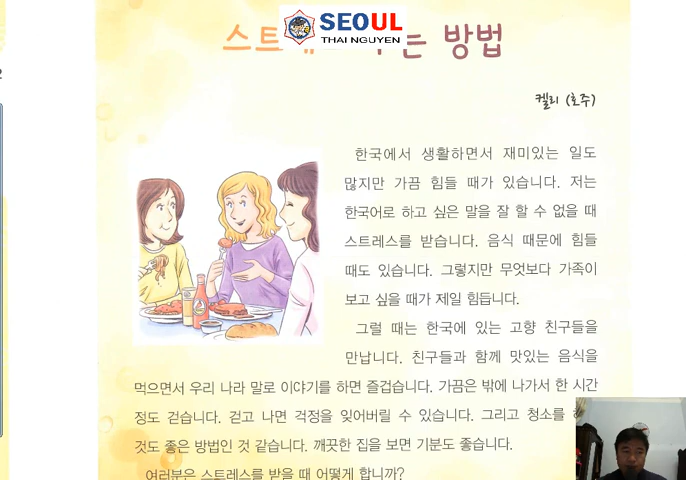 SEOUL
THAI NGUYEN
방법
켈리 (호주)
한국에서 생활하면서 재미있는 일도
많지만 가끔 힘들 때가 있습니다. 저는
한국어로 하고 싶은 말을 잘 할 수 없을 때
스트레스를 받습니다. 음식 때문에 힘들
때도 있습니다. 그렇지만 무엇보다 가족이
보고 싶을 때가 제일 힘듭니다.
그럴 때는 한국에 있는 고향 친구들을
만납니다. 친구들과 함께 맛있는 음식을
먹으면서 우리 나라 말로 이야기를 하면 즐겁습니다. 가끔은 밖에 나가서 한 시간
정도 걷습니다. 걷고 나면 걱정을 잊어버릴 수 있습니다. 그리고 청소를
것도 좋은 방법인 것 같습니다. 깨끗한 집을 보면 기분도 좋습니다.
여러분은 스트레스를 받을 때 어떻게 합니까?